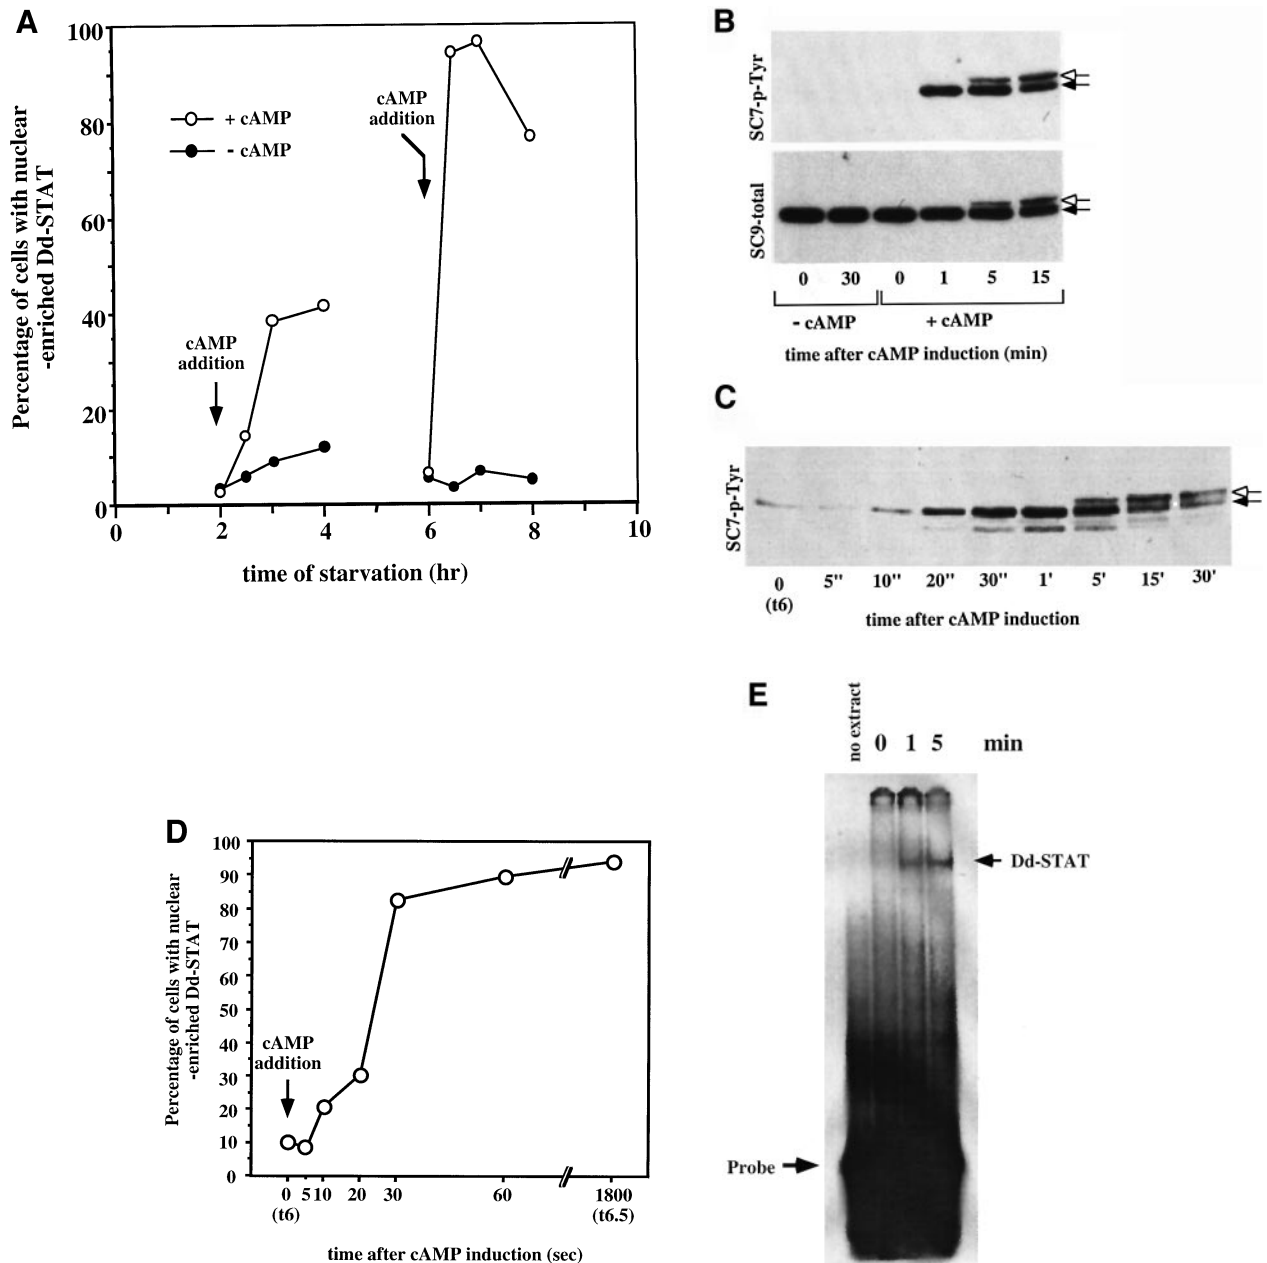 A
Percentage of cells with nuclear
-enriched Dd-STAT
100
80
60
40
20
0
+ cAMP
- cAMP
cAMP
addition
cAMP
addition
0 2 4 6 8 10
time of starvation (hr)
B
SC7-p-Tyr
SC9-total
0 30 0 1 5 15
- cAMP + cAMP
time after cAMP induction (min)
C
SC7-p-Tyr
0 5" 10" 20" 30" 1' 5' 15' 30'
(t6)
time after cAMP induction
D
Percentage of cells with nuclear
-enriched Dd-STAT
100
90
80
70
60
50
40
30
20
10
0
cAMP
addition
0 5 10 20 30 60 1800
(t6) (t6.5)
time after cAMP induction (sec)
E
no extract
0 1 5 min
Dd-STAT
Probe